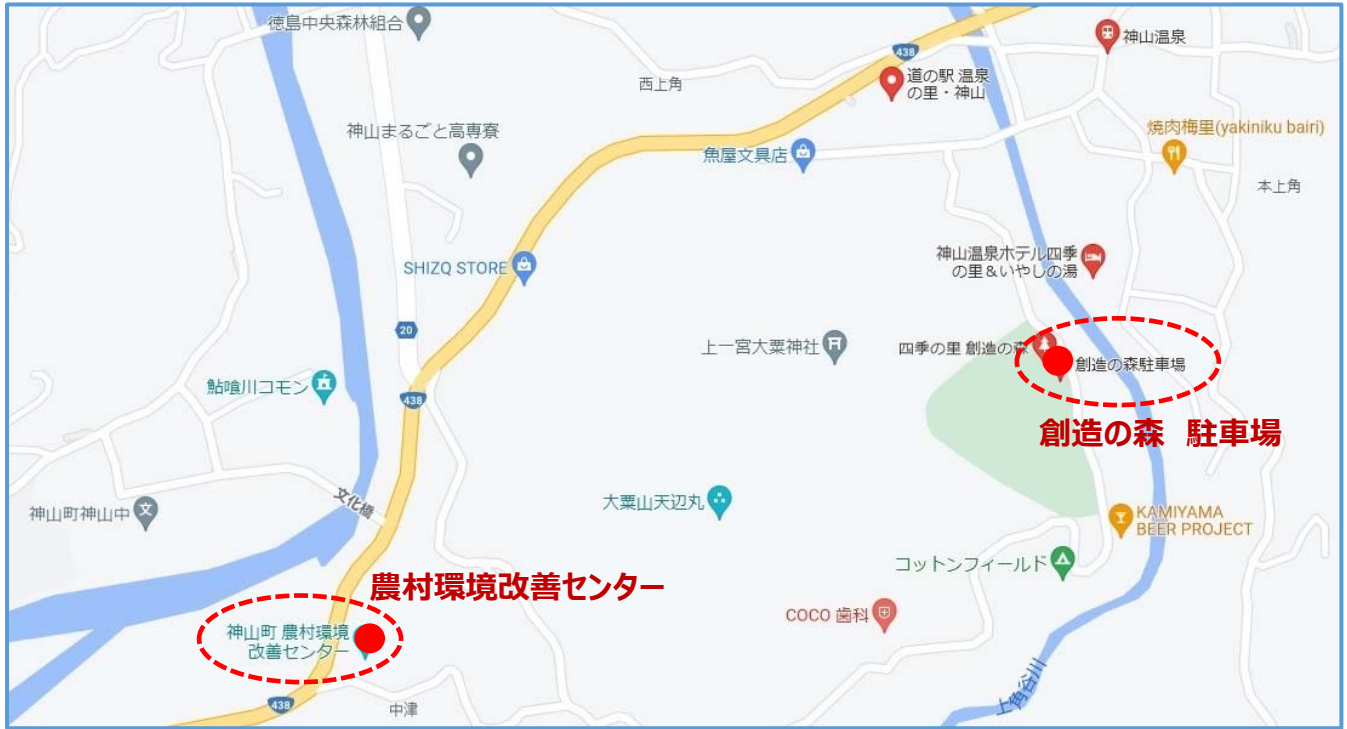 徳島中央森林組合
438
神山温泉
西上角
道の駅 温泉
の里・神山
神山まるごと高専寮
焼肉梅里(yakiniku bairi)
魚屋文具店
本上角
神山温泉ホテル四季
の里&いやしの湯
SHIZQ STORE
20
上一宮大粟神社
四季の里 創造の森
創造の森駐車場
鮎喰川コモン
438
創造の森 駐車場
文化橋
大粟山天辺丸
神山町神山中
KAMIYAMA
BEER PROJECT
コットンフィールド
農村環境改善センター
COCO 歯科
神山町 農村環境
改善センター
上角谷川
438
中津